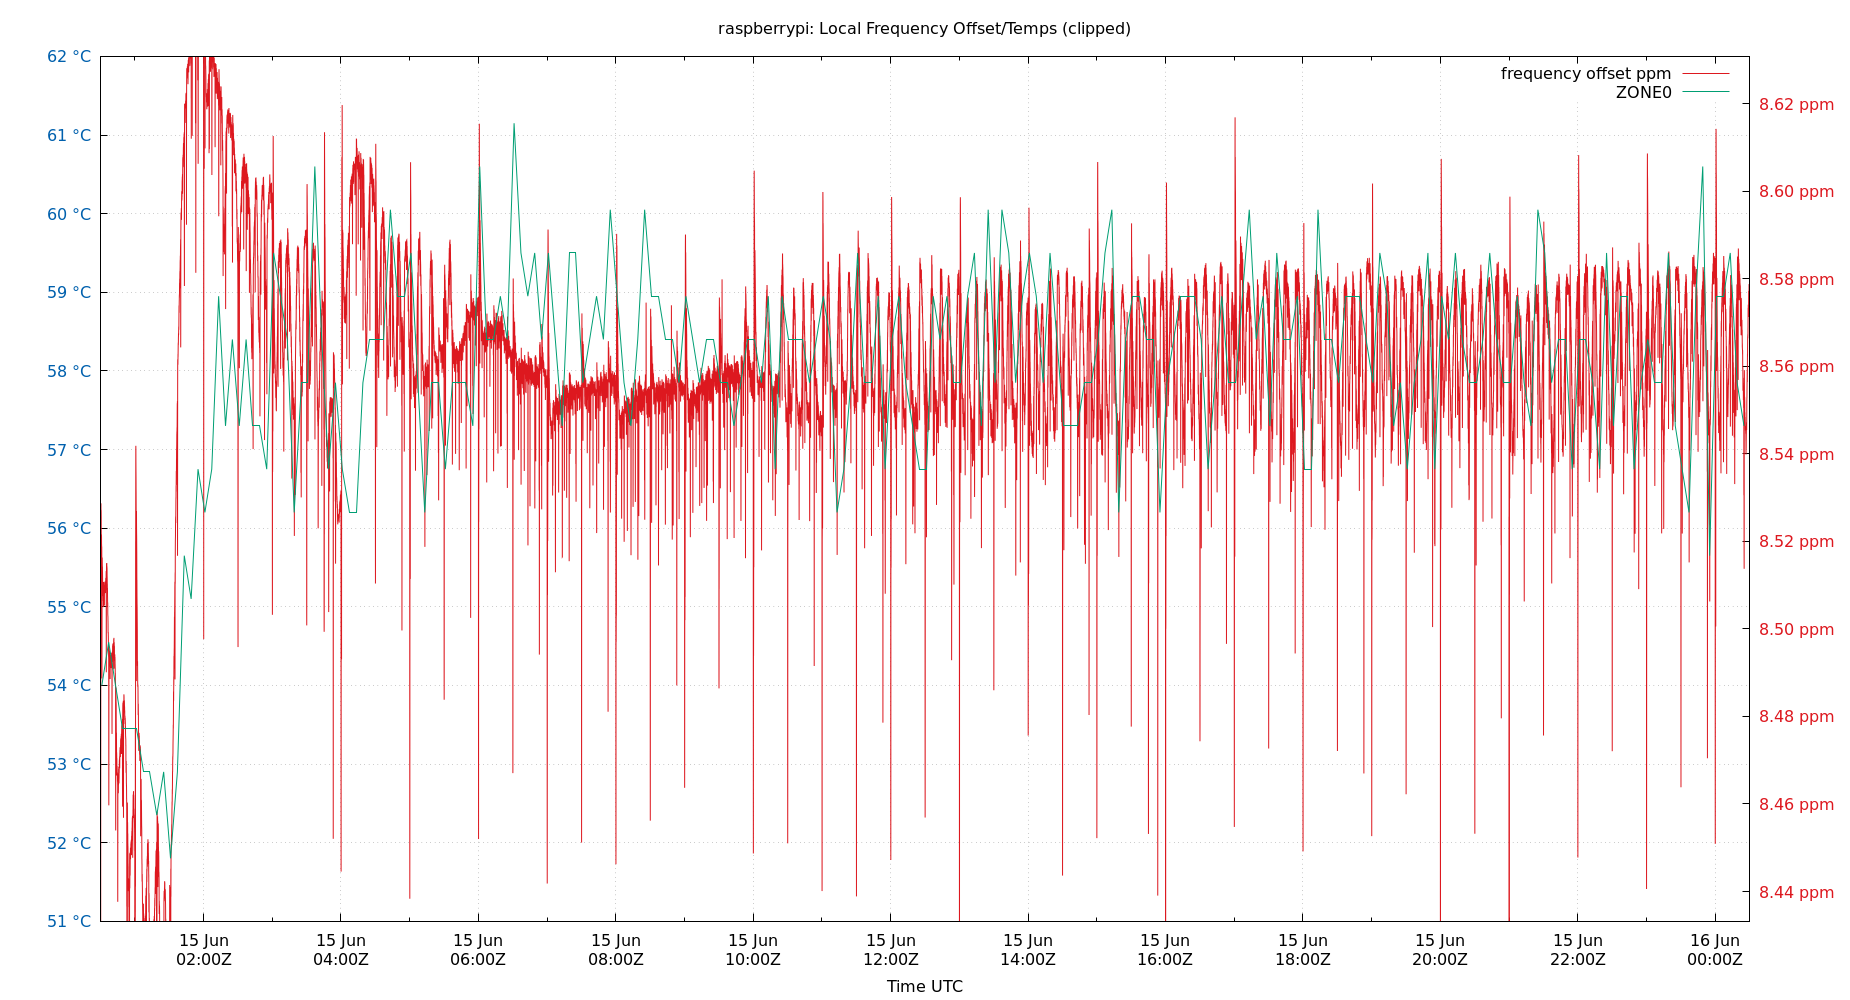 raspberrypi: Local Frequency Offset/Temps (clipped)
62 °C
61 °C
60 °C
59 °C
58 °C
57 °C
56 °C
55 °C
54 °C
53 °C
52 °C
51 °C
frequency offset ppm
ZONE0
8.62 ppm
8.60 ppm
8.58 ppm
8.56 ppm
8.54 ppm
8.52 ppm
8.50 ppm
8.48 ppm
8.46 ppm
8.44 ppm
15 Jun 15 Jun 15 Jun 15 Jun 15 Jun 15 Jun 15 Jun 15 Jun 15 Jun 15 Jun 15 Jun 16 Jun
02:00Z 04:00Z 06:00Z 08:00Z 10:00Z 12:00Z 14:00Z 16:00Z 18:00Z 20:00Z 22:00Z 00:00Z
Time UTC